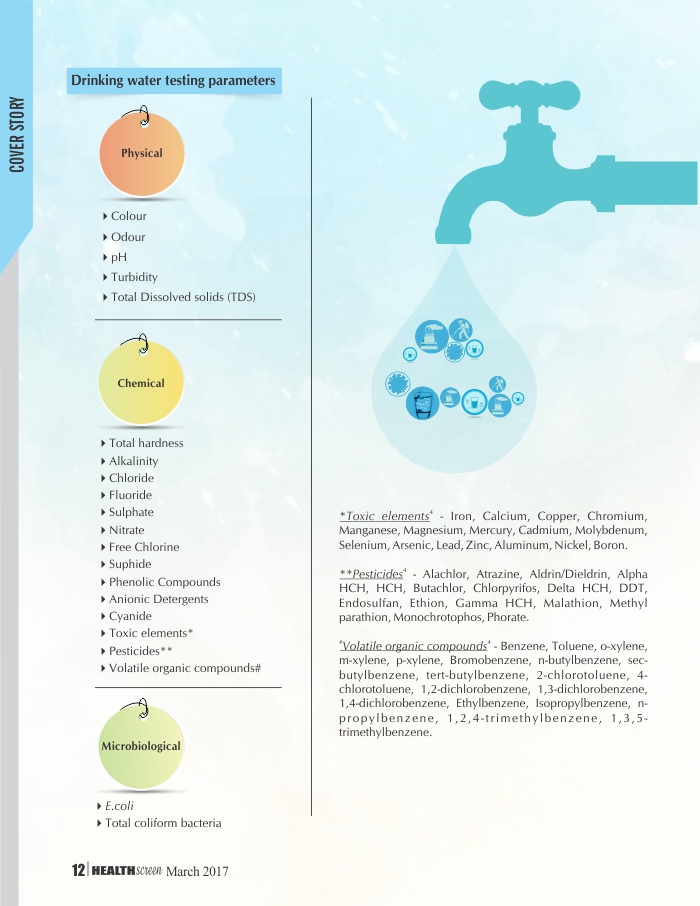 COVER STORY
Drinking water testing parameters
Physical
Colour
Odour
pH
Turbidity
Total Dissolved solids (TDS)
Chemical
Total hardness
Alkalinity
Chloride
Fluoride
Sulphate
Nitrate
Free Chlorine
Suphide
Phenolic Compounds
Anionic Detergents
Cyanide
Toxic elements*
Pesticides**
Volatile organic compounds#
Microbiological
E.coli
Total coliform bacteria
*Toxic elements⁴ - Iron, Calcium, Copper, Chromium,
Manganese, Magnesium, Mercury, Cadmium, Molybdenum,
Selenium, Arsenic, Lead, Zinc, Aluminum, Nickel, Boron.
**Pesticides⁴ - Alachlor, Atrazine, Aldrin/Dieldrin, Alpha
HCH, HCH, Butachlor, Chlorpyrifos, Delta HCH, DDT,
Endosulfan, Ethion, Gamma HCH, Malathion, Methyl
parathion, Monochrotophos, Phorate.
#Volatile organic compounds⁴ - Benzene, Toluene, o-xylene,
m-xylene, p-xylene, Bromobenzene, n-butylbenzene, sec-
butylbenzene, tert-butylbenzene, 2-chlorotoluene, 4-
chlorotoluene, 1,2-dichlorobenzene, 1,3-dichlorobenzene,
1,4-dichlorobenzene, Ethylbenzene, Isopropylbenzene, n-
propylbenzene, 1,2,4-trimethylbenzene, 1,3,5-
trimethylbenzene.
12 HEALTHscreen March 2017